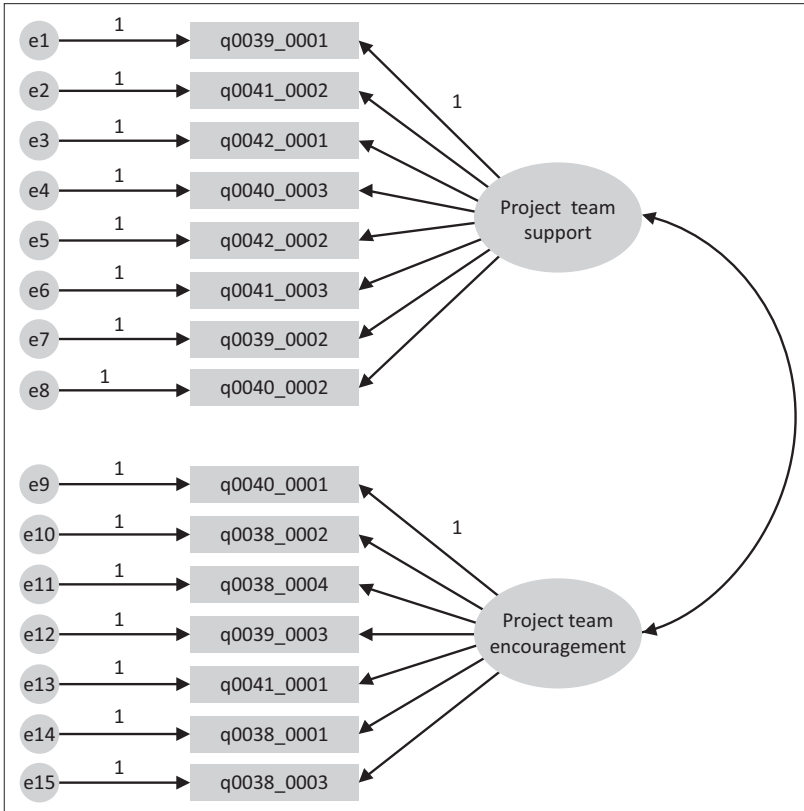 e1 1 q0039_0001
e2 1 q0041_0002 1
e3 1 q0042_0001
e4 1 q0040_0003
Project team
support
e5 1 q0042_0002
e6 1 q0041_0003
e7 1 q0039_0002
e8 1 q0040_0002
e9 1 q0040_0001
e10 1 q0038_0002 1
e11 1 q0038_0004
e12 1 q0039_0003
Project team
encouragement
e13 1 q0041_0001
e14 1 q0038_0001
e15 1 q0038_0003